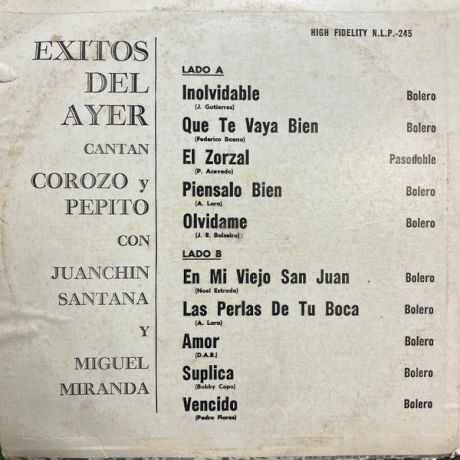 EXITOS
DEL
AYER
CANTAN
COROZO y
PEPITO
CON
JUANCHIN
SANTANA
Y
MIGUEL
MIRANDA
HIGH FIDELITY N.L.P.-245
LADO A
Inolvidable Bolero
(J. Gutierres)
Que Te Vaya Bien Bolero
(Federico Baena)
El Zorzal Pasodoble
(P. Acevedo)
Piensalo Bien Bolero
(A. Lara)
Olvidame Bolero
(J. R. Balseiro)
LADO B
En Mi Viejo San Juan Bolero
(Noel Estrada)
Las Perlas De Tu Boca Bolero
(A. Lara)
Amor Bolero
(D.A.R.)
Suplica Bolero
(Bobby Capo)
Vencido Bolero
(Pedro Flores)